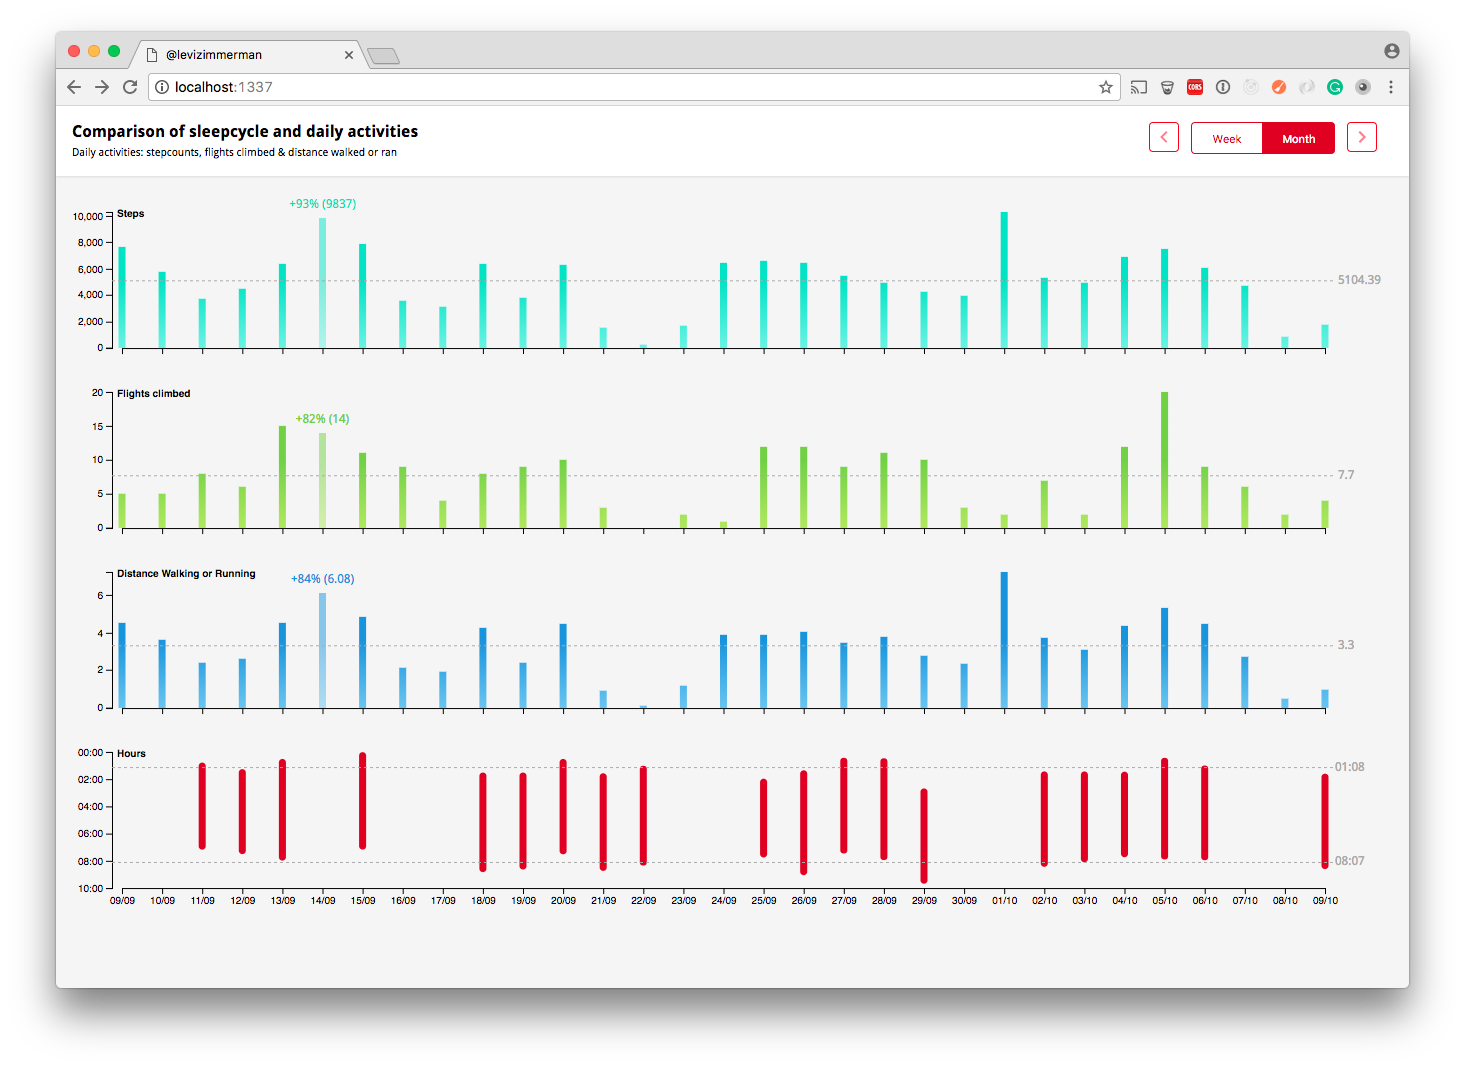 @levizimmerman
localhost:1337
CORS
Comparison of sleepcycle and daily activities
Daily activities: stepcounts, flights climbed & distance walked or ran
Week
Month
+93% (9837)
Steps
10,000
8,000
6,000
4,000
2,000
0
5104.39
Flights climbed
+82% (14)
20
15
10
5
0
7.7
Distance Walking or Running
+84% (6.08)
6
4
2
0
3.3
Hours
00:00
02:00
04:00
06:00
08:00
10:00
01:08
08:07
09/09 10/09 11/09 12/09 13/09 14/09 15/09 16/09 17/09 18/09 19/09 20/09 21/09 22/09 23/09 24/09 25/09 26/09 27/09 28/09 29/09 30/09 01/10 02/10 03/10 04/10 05/10 06/10 07/10 08/10 09/10